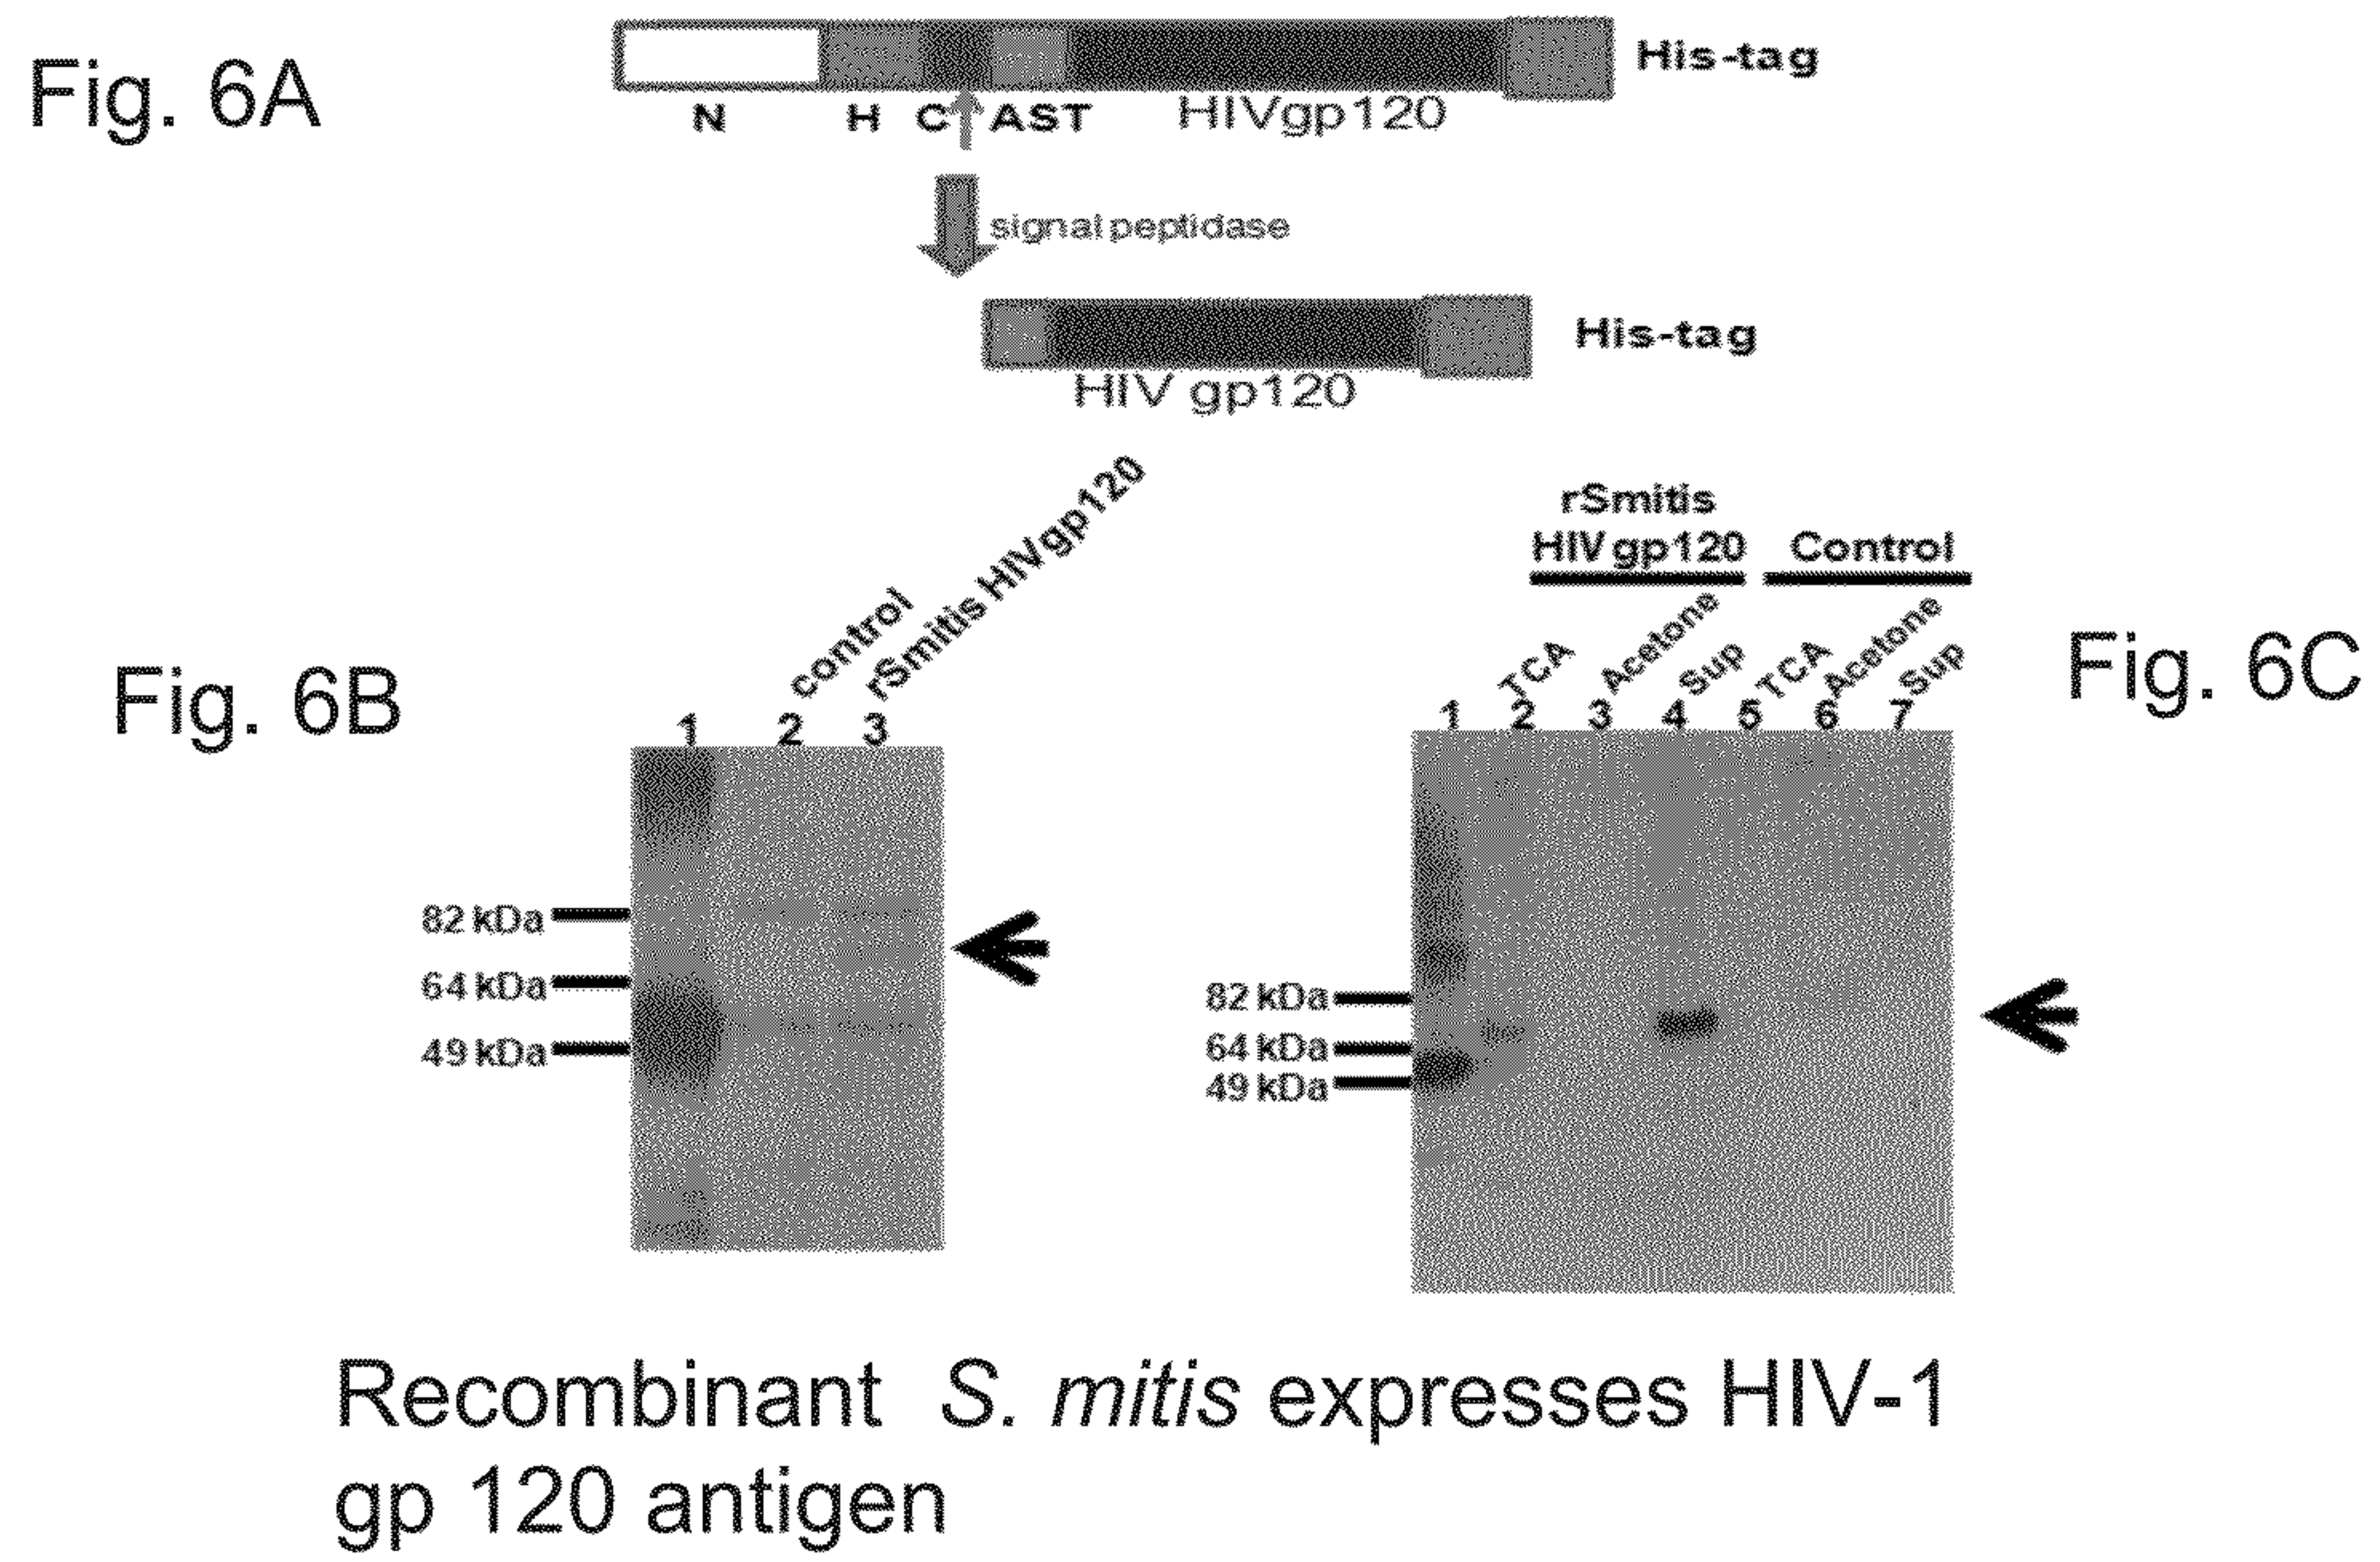 Fig. 6A
His-tag
N H C AST HIVgp120
signal peptidase
His-tag
HIV gp120
Fig. 6B
control
rSmitis HIVgp120
1 2 3
82 kDa
64 kDa
49 kDa
Fig. 6C
rSmitis
HIV gp120 Control
TCA Acetone Sup TCA Acetone Sup
1 2 3 4 5 6 7
82 kDa
64 kDa
49 kDa
Recombinant S. mitis expresses HIV-1
gp 120 antigen